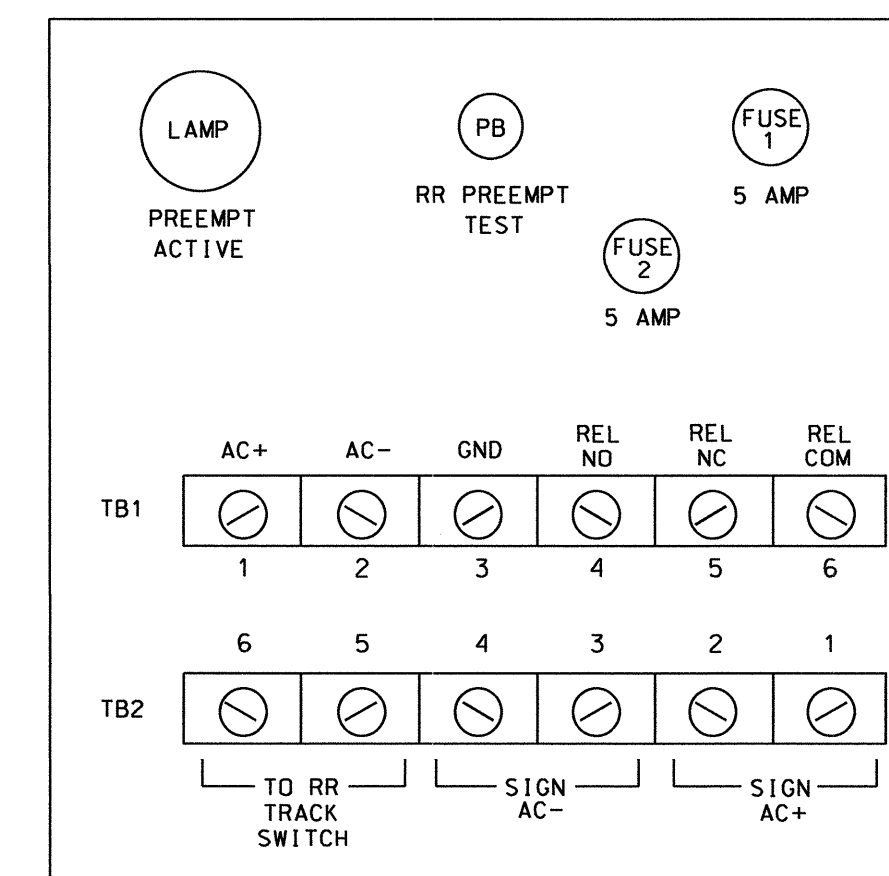 LAMP
PREEMPT
ACTIVE
PB
RR PREEMPT
TEST
FUSE
1
5 AMP
FUSE
2
5 AMP
AC+ AC- GND REL NO REL NC REL COM
TB1
1 2 3 4 5 6
6 5 4 3 2 1
TB2
TO RR
TRACK
SWITCH
SIGN
AC-
SIGN
AC+